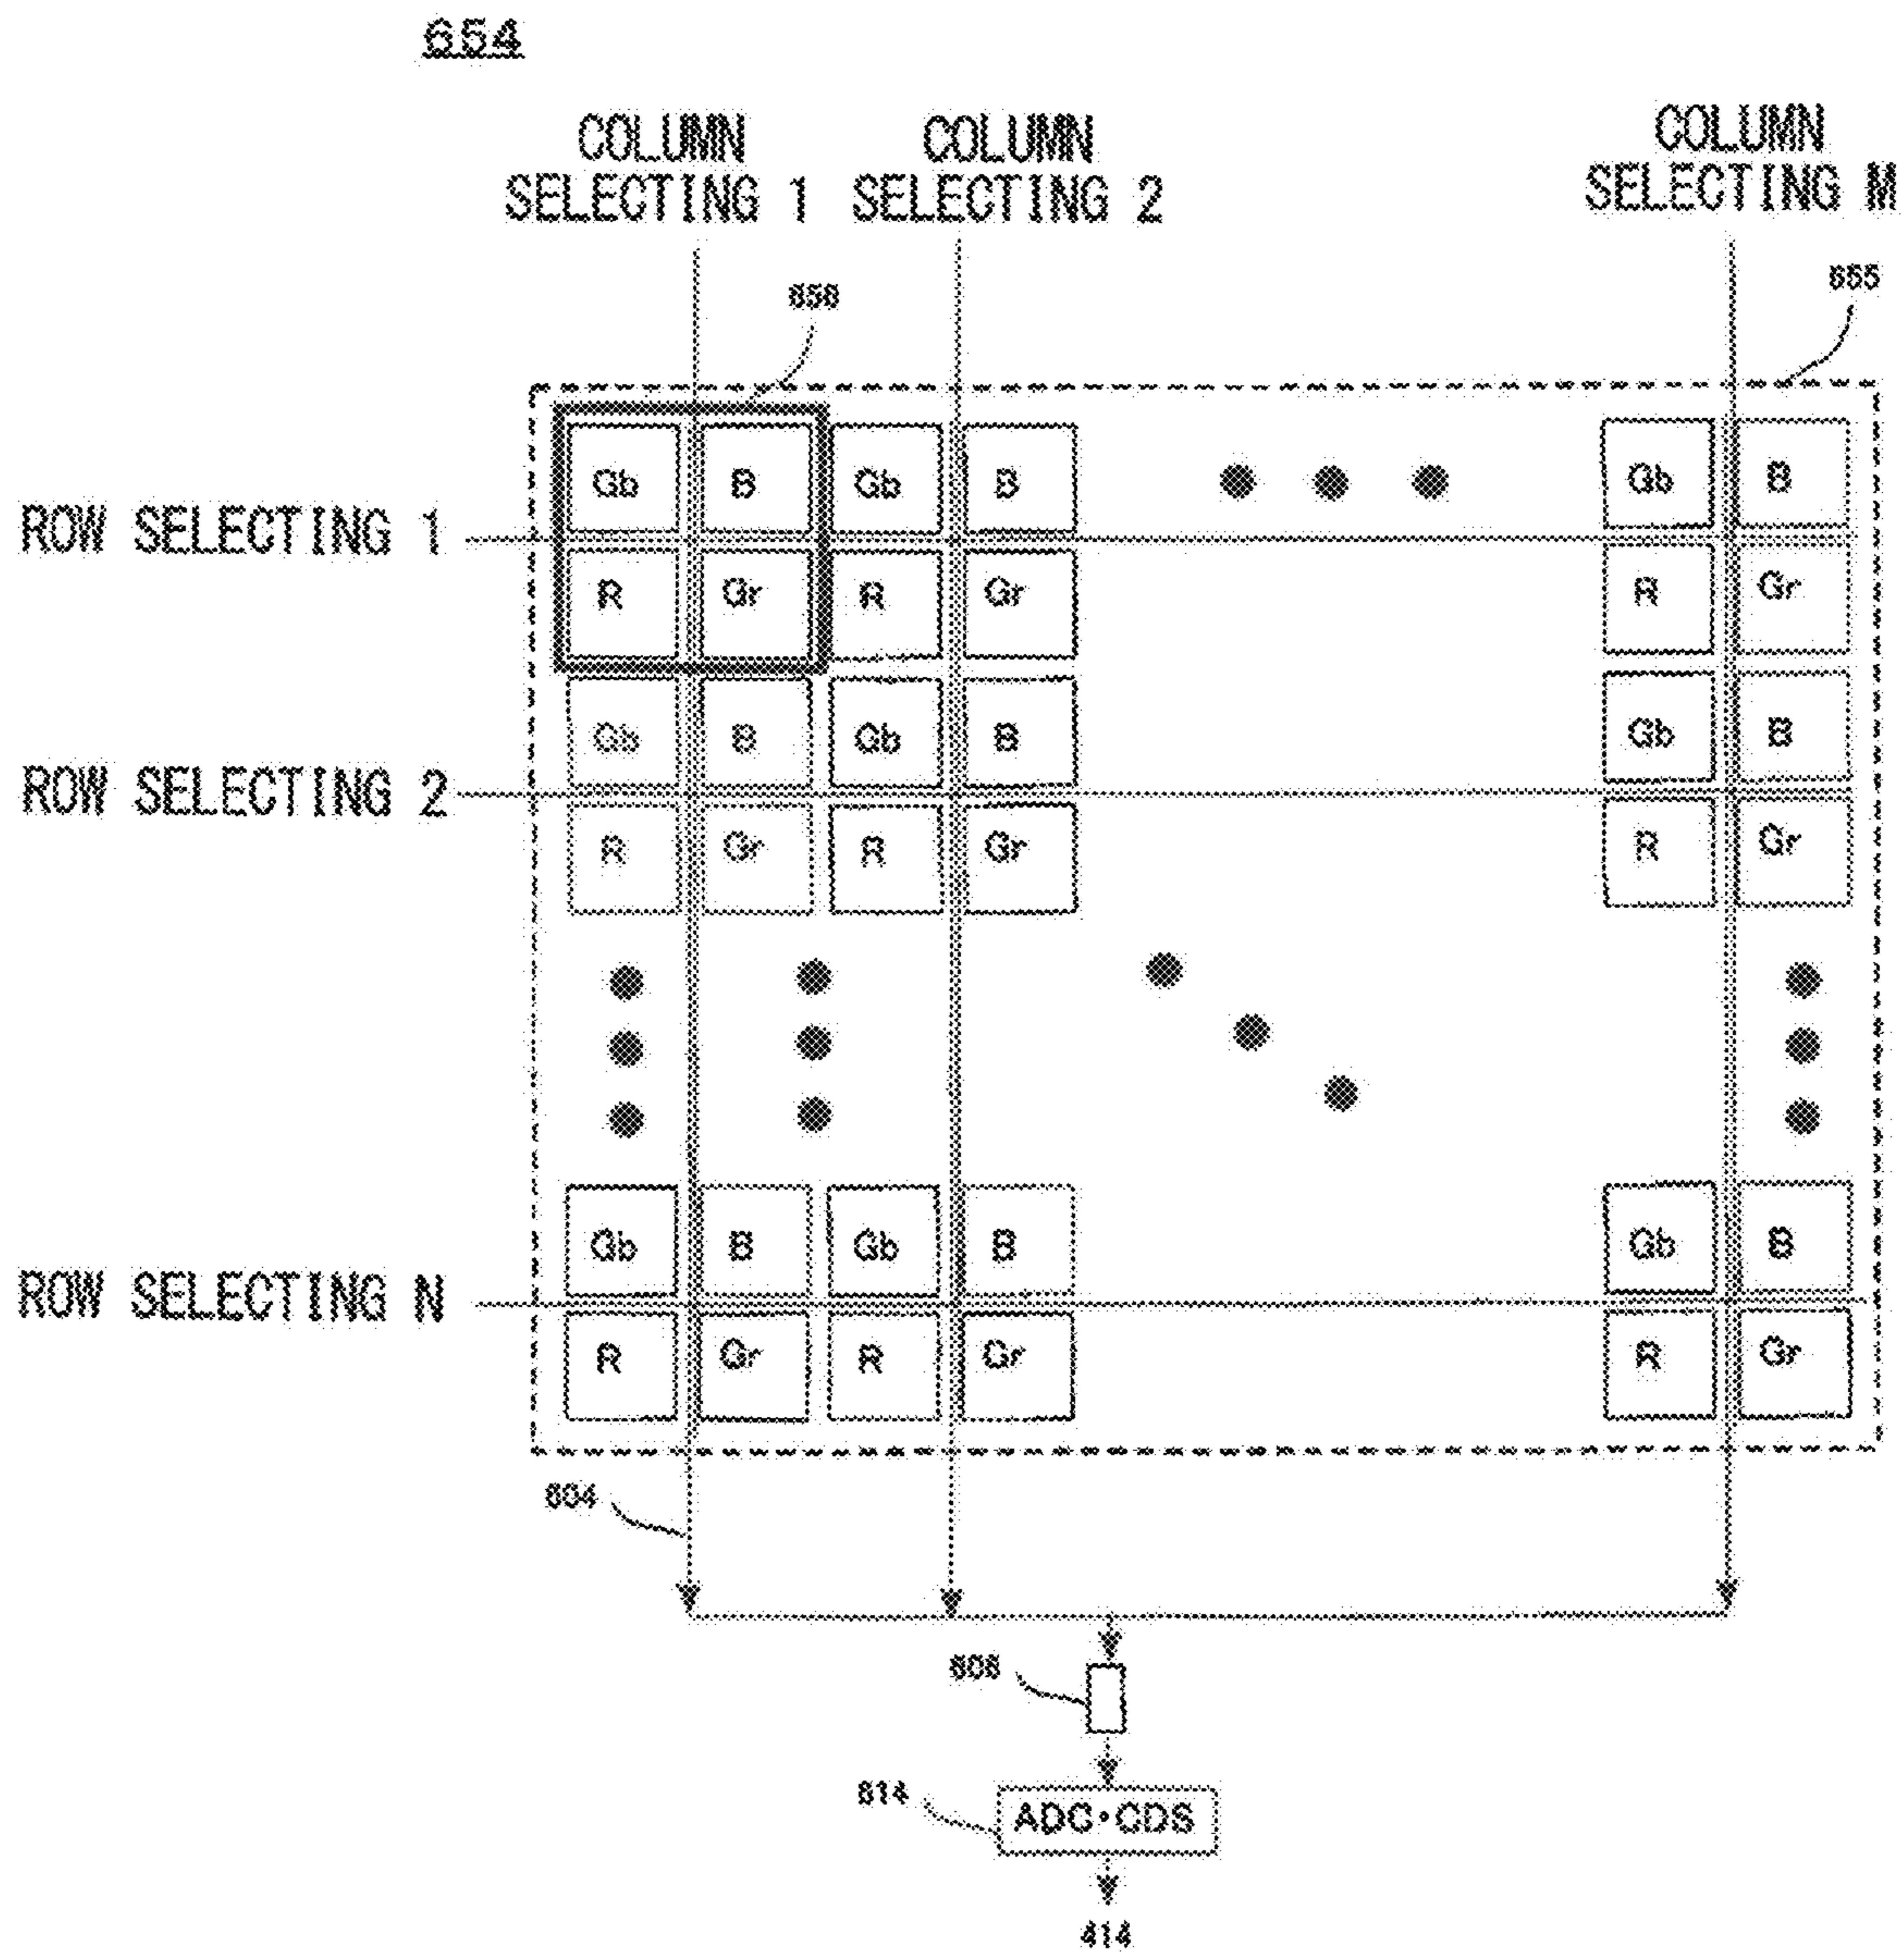 654
COLUMN SELECTING 1
COLUMN SELECTING 2
COLUMN SELECTING M
656
655
Gb B Gb B Gb B
ROW SELECTING 1
R Gr R Gr R Gr
Gb B Gb B Gb B
ROW SELECTING 2
R Gr R Gr R Gr
Gb B Gb B Gb B
ROW SELECTING N
R Gr R Gr R Gr
604
608
614
ADC·CDS
414